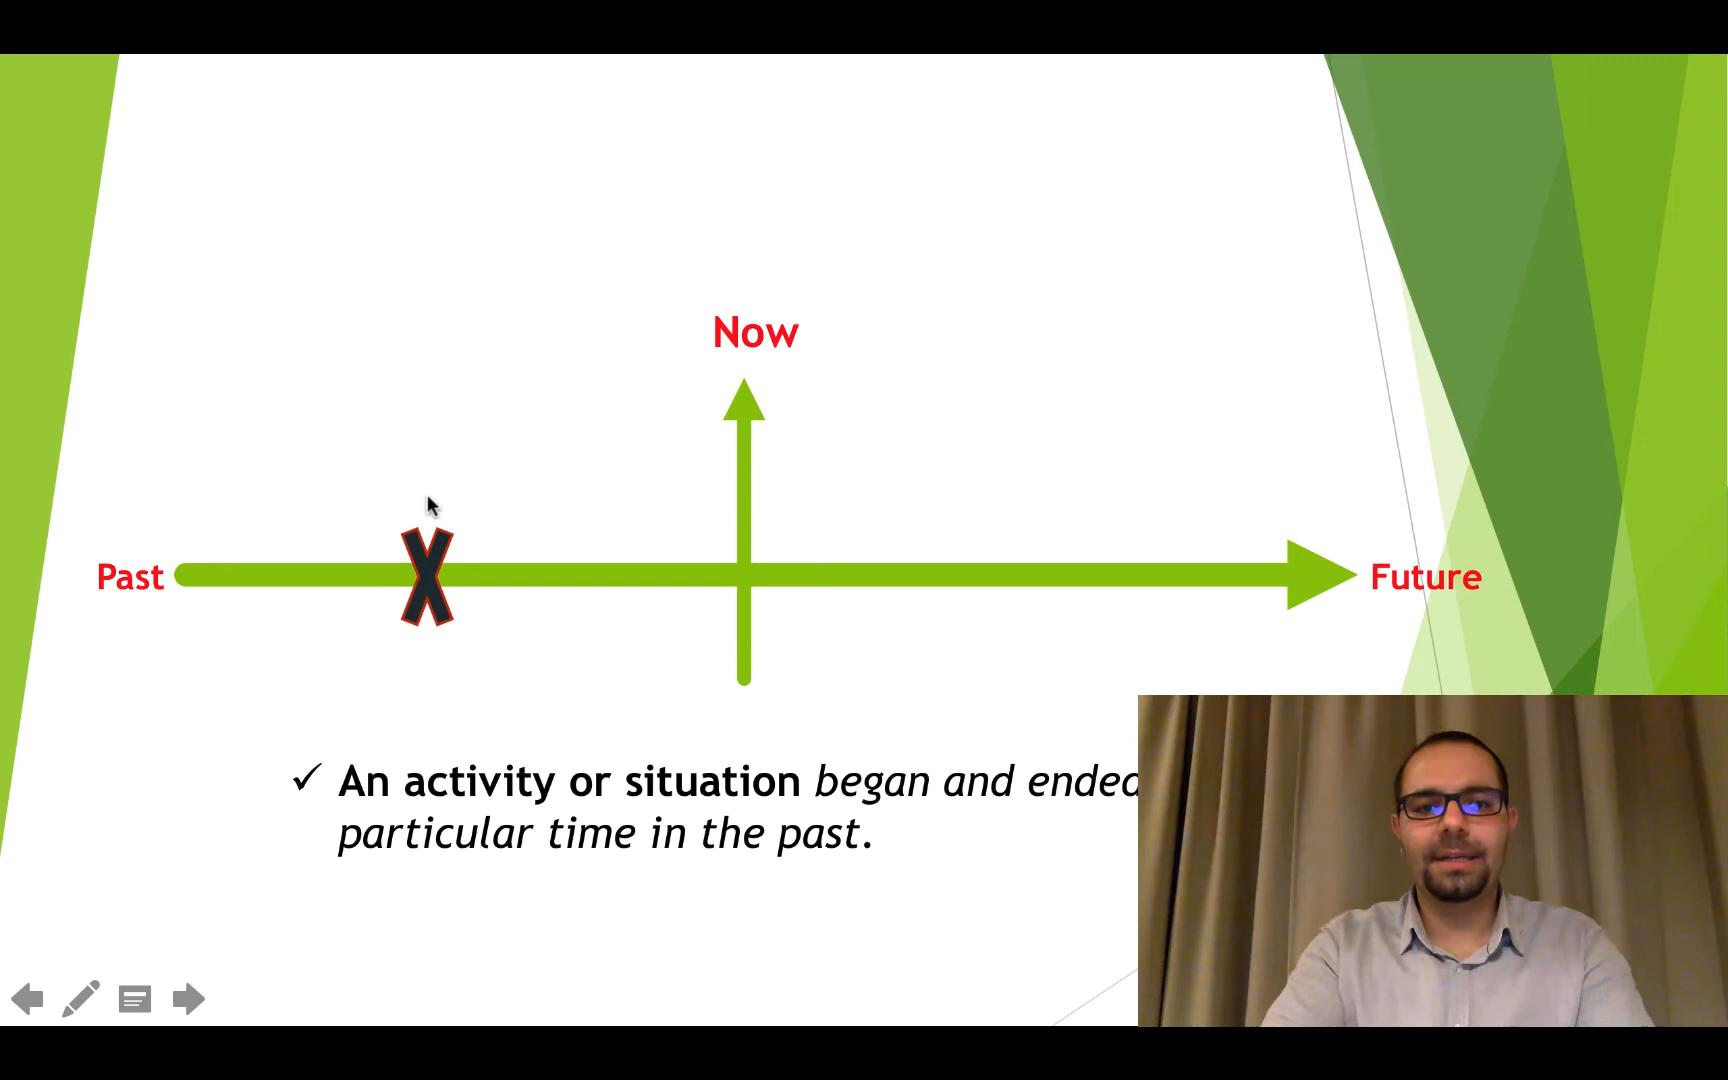 Now
Past
Future
✓ An activity or situation began and ended
particular time in the past.